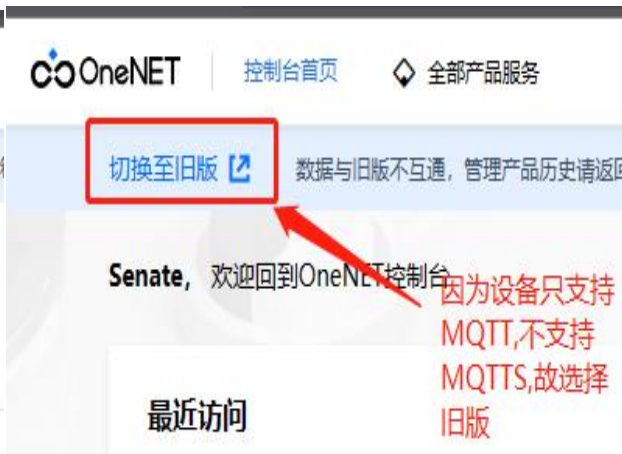 OneNET 控制台首页 全部产品服务
切换至旧版 数据与旧版不互通，管理产品历史请返回
Senate，欢迎回到OneNET控制台
因为设备只支持
MQTT,不支持
MQTTS,故选择
旧版
最近访问